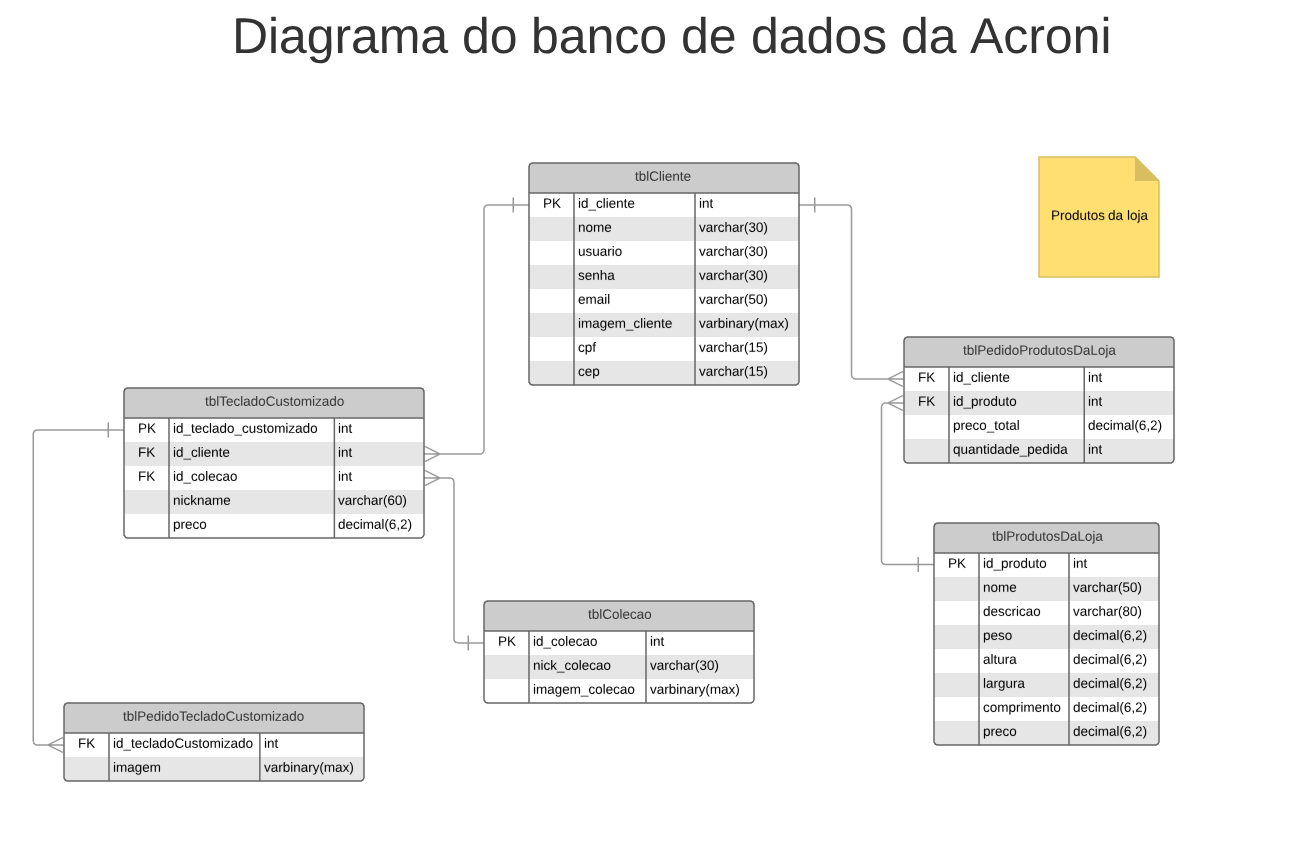 Diagrama do banco de dados da Acroni
tblCliente
PK id_cliente int
nome varchar(30)
usuario varchar(30)
senha varchar(30)
email varchar(50)
imagem_cliente varbinary(max)
cpf varchar(15)
cep varchar(15)
Produtos da loja
tblPedidoProdutosDaLoja
FK id_cliente int
FK id_produto int
preco_total decimal(6,2)
quantidade_pedida int
tblTecladoCustomizado
PK id_teclado_customizado int
FK id_cliente int
FK id_colecao int
nickname varchar(60)
preco decimal(6,2)
tblProdutosDaLoja
PK id_produto int
nome varchar(50)
descricao varchar(80)
peso decimal(6,2)
altura decimal(6,2)
largura decimal(6,2)
comprimento decimal(6,2)
preco decimal(6,2)
tblColecao
PK id_colecao int
nick_colecao varchar(30)
imagem_colecao varbinary(max)
tblPedidoTecladoCustomizado
FK id_tecladoCustomizado int
imagem varbinary(max)